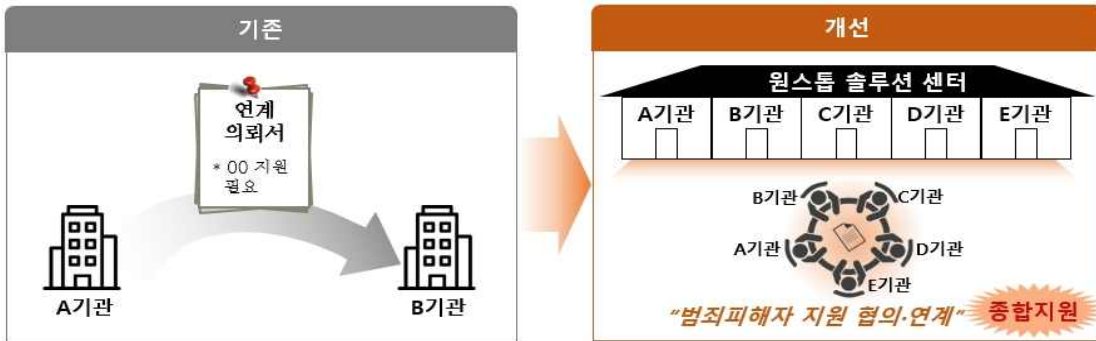 기존
연계
의뢰서
* 00 지원
필요
A기관
B기관
개선
원스톱 솔루션 센터
A기관 B기관 C기관 D기관 E기관
B기관 C기관
A기관 D기관
E기관
"범죄피해자 지원 협의·연계" 종합지원